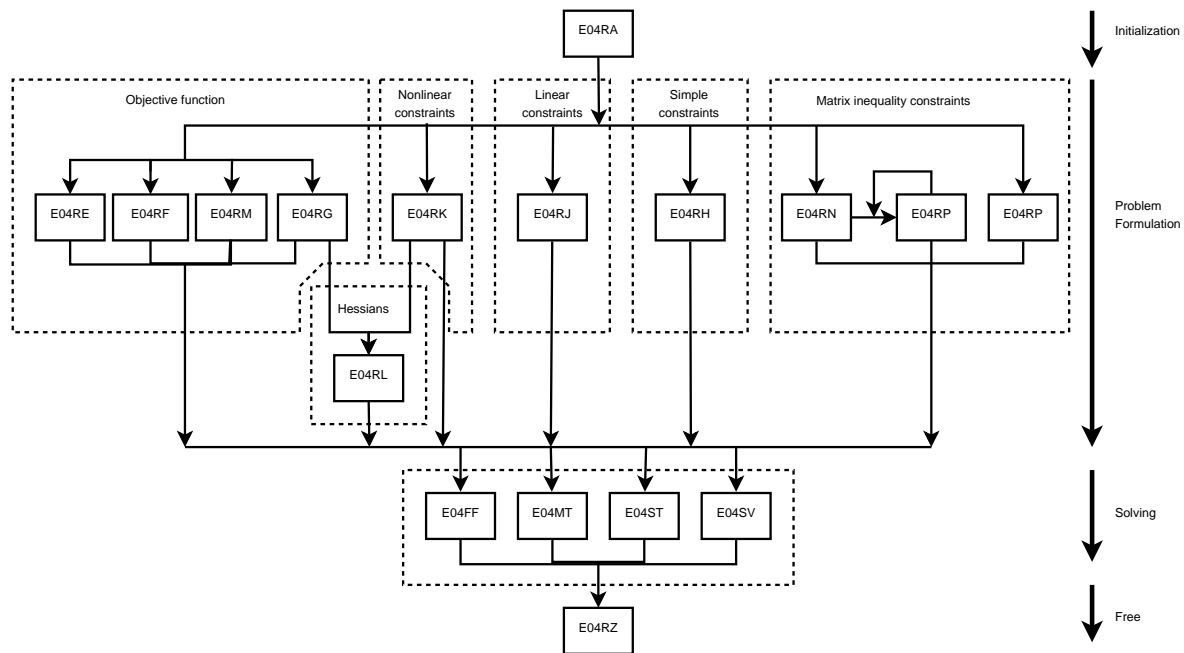 E04RA
Initialization
Objective function
Nonlinear
constraints
Linear
constraints
Simple
constraints
Matrix inequality constraints
E04RE
E04RF
E04RM
E04RG
E04RK
E04RJ
E04RH
E04RN
E04RP
E04RP
Problem
Formulation
Hessians
E04RL
E04FF
E04MT
E04ST
E04SV
Solving
E04RZ
Free